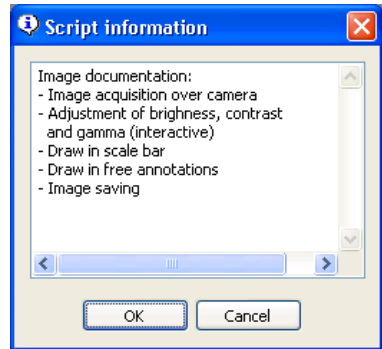 Script information
Image documentation:
- Image acquisition over camera
- Adjustment of brighness, contrast
and gamma (interactive)
- Draw in scale bar
- Draw in free annotations
- Image saving
OK
Cancel